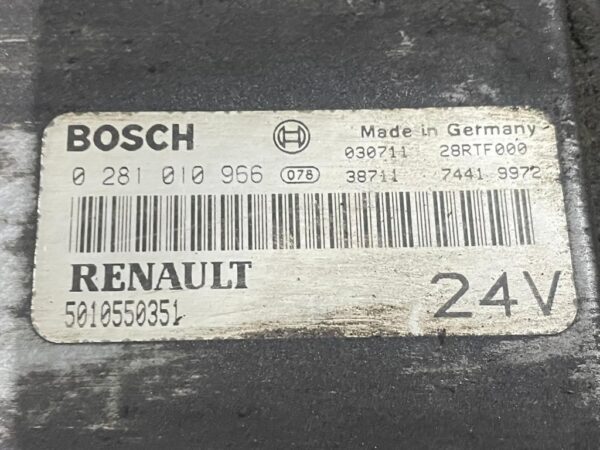 BOSCH Made in Germany
030711 28RTF000
0 281 010 966 078 38711 7441 9972
RENAULT
5010550351 24V